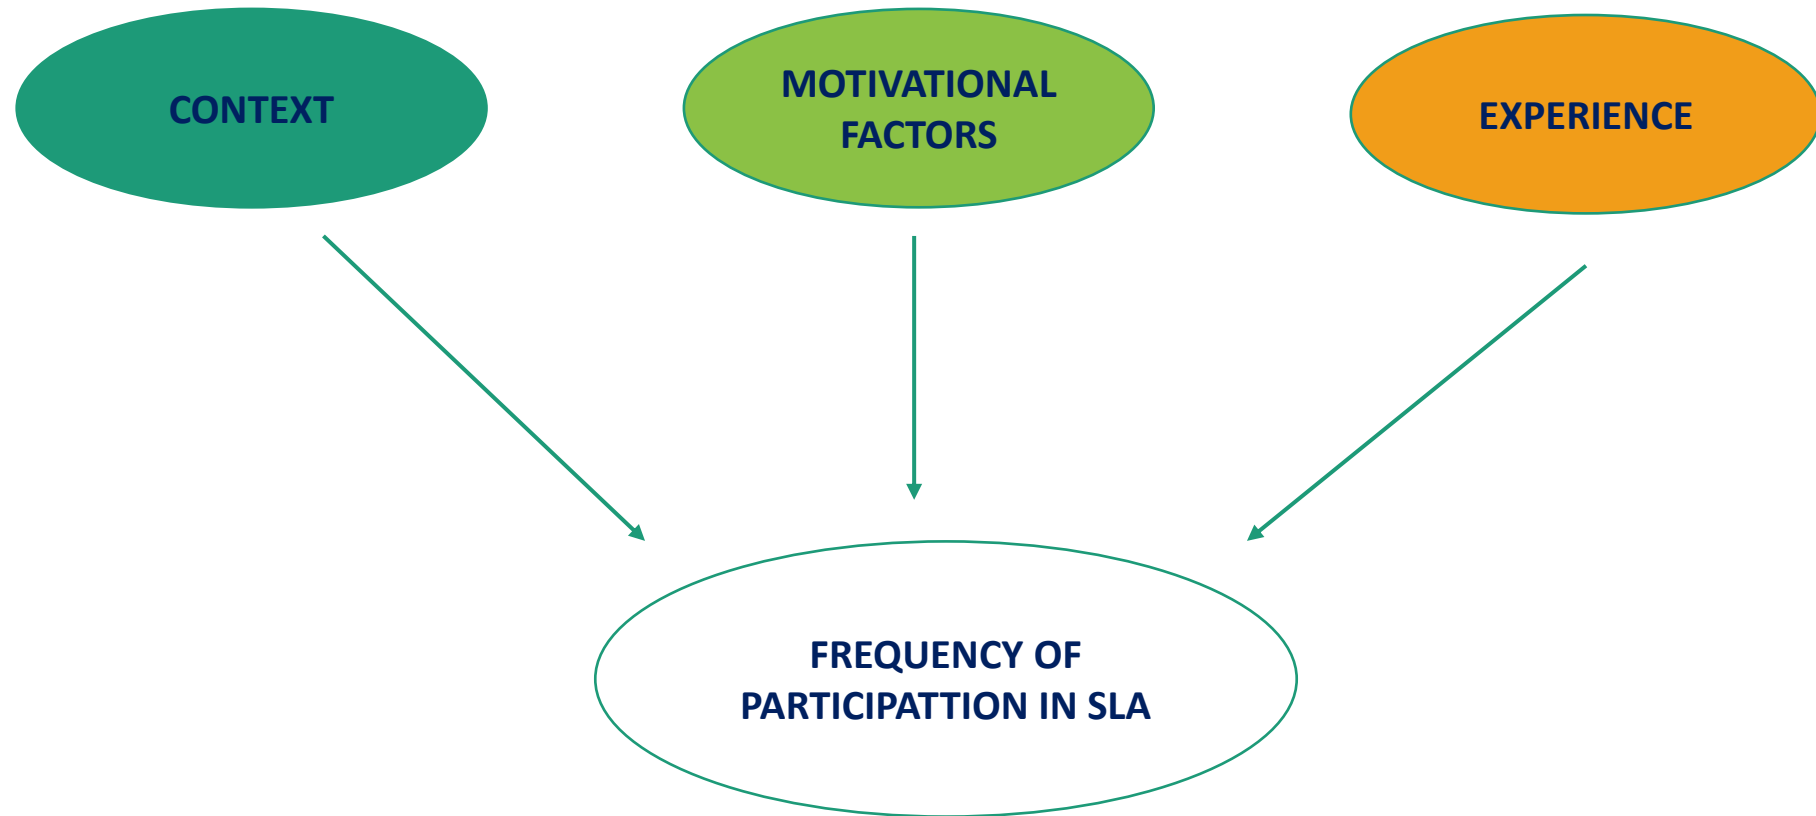 CONTEXT
MOTIVATIONAL
FACTORS
EXPERIENCE
FREQUENCY OF
PARTICIPATTION IN SLA